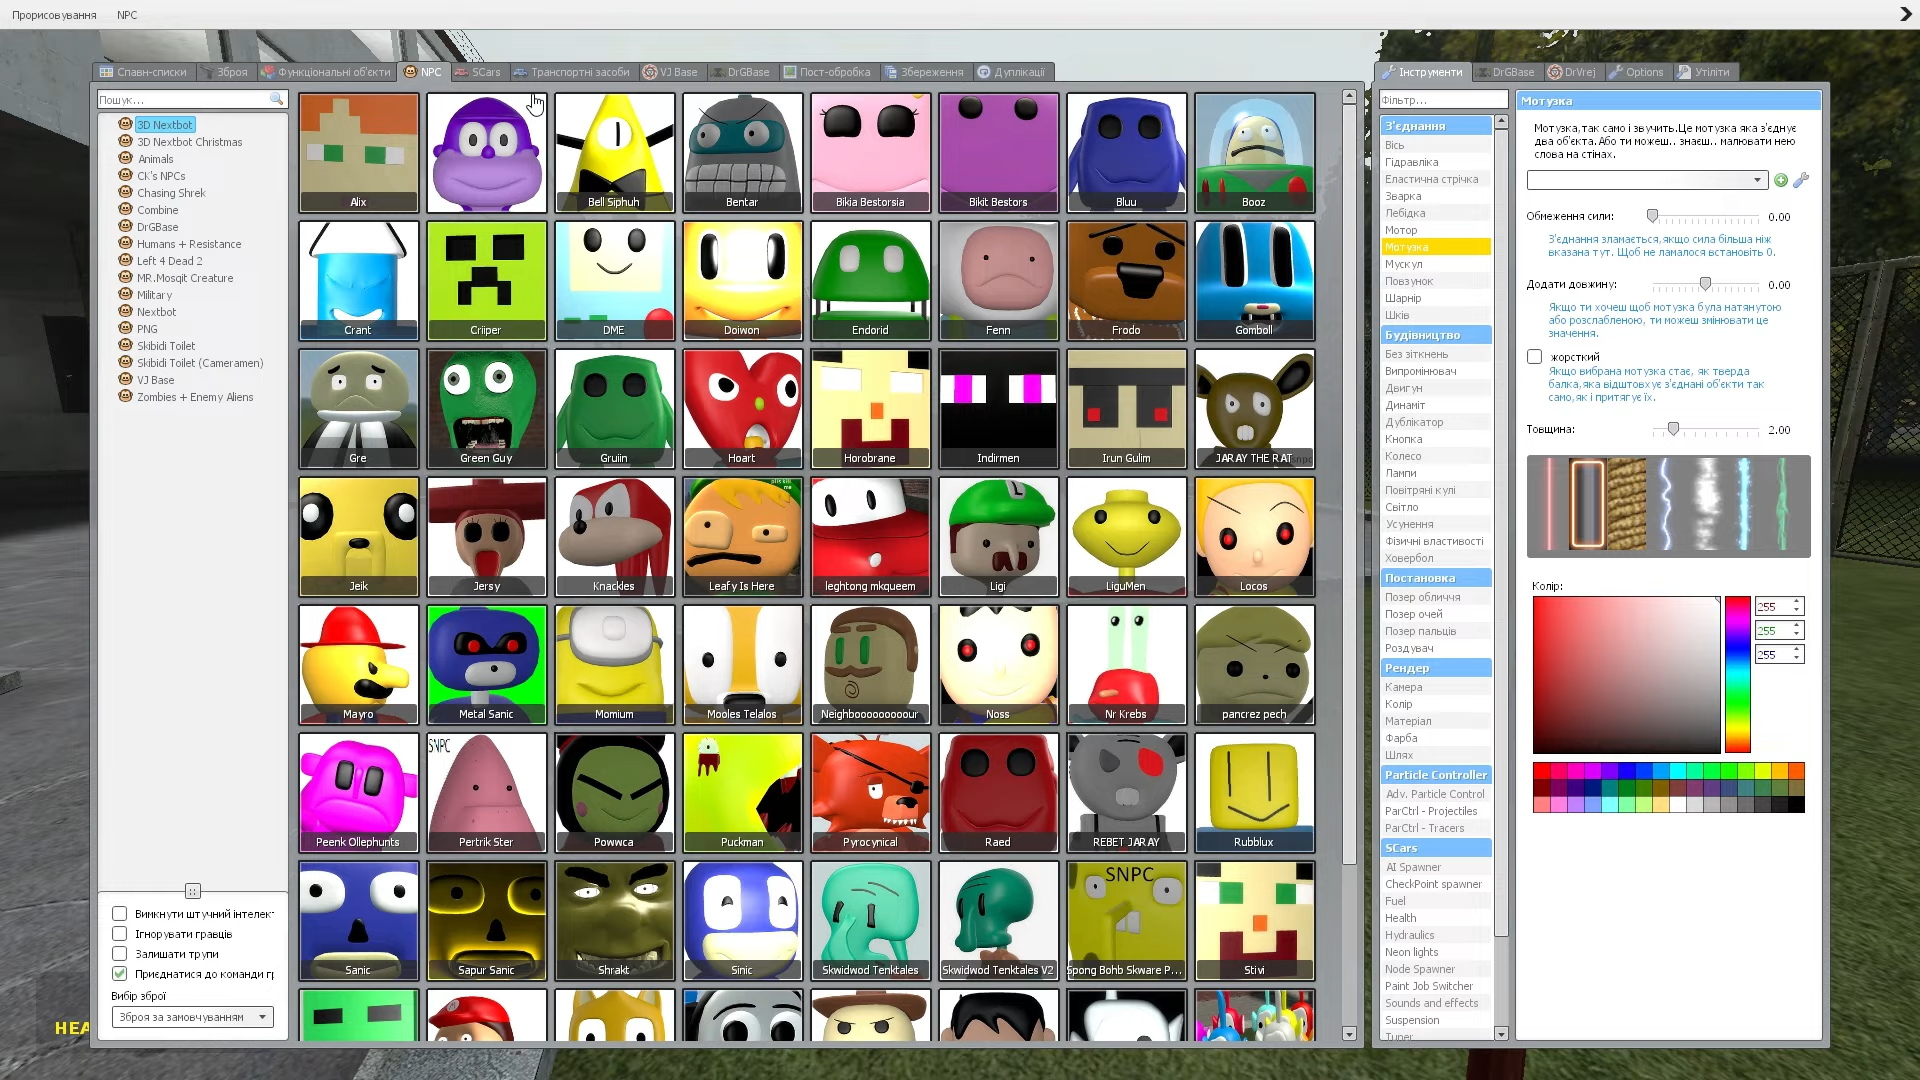 Прорисовування NPC
Спавн-списки Зброя Функціональні об'єкти NPC SCars Транспортні засоби VJ Base DrGBase Пост-обробка Збереження Дуплікації
Інструменти DrGBase DrVrej Options Утіліти
Пошук...
3D Nextbot
3D Nextbot Christmas
Animals
CK's NPCs
Chasing Shrek
Combine
DrGBase
Humans + Resistance
Left 4 Dead 2
MR.Mosqit Creature
Military
Nextbot
PNG
Skibidi Toilet
Skibidi Toilet (Cameramen)
VJ Base
Zombies + Enemy Aliens
Вимкнути штучний інтелект
Ігнорувати гравців
Залишати трупи
Приєднатися до команди гр
Вибір зброї
Зброя за замовчуванням
HEA
Alix
Bell Siphuh
Bentar
Bikia Bestorsia
Bikit Bestors
Bluu
Booz
Crant
Criiper
DME
Doiwon
Endorid
Fenn
Frodo
Gomboll
Gre
Green Guy
Gruiin
Hoart
Horobrane
Indirmen
Irun Gulim
JARAY THE RAT
Jeik
Jersy
Knackles
Leafy Is Here
leghtong mkqueem
L
Ligi
LiguMen
Locos
Mayro
Metal Sanic
Momium
Mooles Telalos
Neighboooooooooour
Noss
Nr Krebs
pancrez pech
Peenk Ollephunts
SNPC
Pertrik Ster
Powwca
Puckman
Pyrocynical
Raed
REBET JARAY
Rubblux
Sanic
Sapur Sanic
Shrakt
Sinic
Skwidwod Tenktales
Skwidwod Tenktales V2
SNPC
Spong Bohb Skware P...
Stivi
Фільтр...
З'єднання
Вісь
Гідравліка
Еластична стрічка
Зварка
Лебідка
Мотор
Мотузка
Мускул
Повзунок
Шарнір
Шків
Будівництво
Без зіткнень
Випромінювач
Двигун
Динаміт
Дублікатор
Кнопка
Колесо
Лампи
Повітряні кулі
Світло
Усунення
Фізичні властивості
Ховербол
Постановка
Позер обличчя
Позер очей
Позер пальців
Роздувач
Рендер
Камера
Колір
Матеріал
Фарба
Шлях
Particle Controller
Adv. Particle Control
ParCtrl - Projectiles
ParCtrl - Tracers
SCars
AI Spawner
CheckPoint spawner
Fuel
Health
Hydraulics
Neon lights
Node Spawner
Paint Job Switcher
Sounds and effects
Suspension
Tuner
Мотузка
Мотузка,так само і звучить.Це мотузка яка з'єднує
два об'єкта.Або ти можеш.. знаєш.. малювати нею
слова на стінах.
Обмеження сили: 0.00
З'єднання зламається,якщо сила більша ніж
вказана тут. Щоб не ламалося встановіть 0.
Додати довжину: 0.00
Якщо ти хочеш щоб мотузка була натянутою
або розслабленою, ти можеш змінювати це
значення.
жорсткий
Якщо вибрана мотузка стає, як тверда
балка,яка відштовхує з'єднані об'єкти так
само,як і притягує їх.
Товщина: 2.00
Колір:
255
255
255